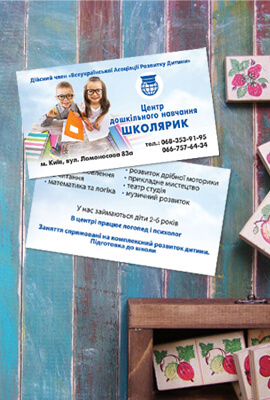 Дійсний член «Всеукраїнської Асоціації Розвитку Дитини»
Центр
дошкільного навчання
ШКОЛЯРИК
тел.: 068-353-91-95
066-757-64-34
м. Київ, вул. Ломоносова 83а
• розвиток дрібної моторики
• прикладне мистецтво
• математика та логіка
• театр студія
• музичний розвиток
У нас займаються діти 2-6 років
В центрі працює логопед і психолог
Заняття спрямовані на комплексний розвиток дитини.
Підготовка до школи